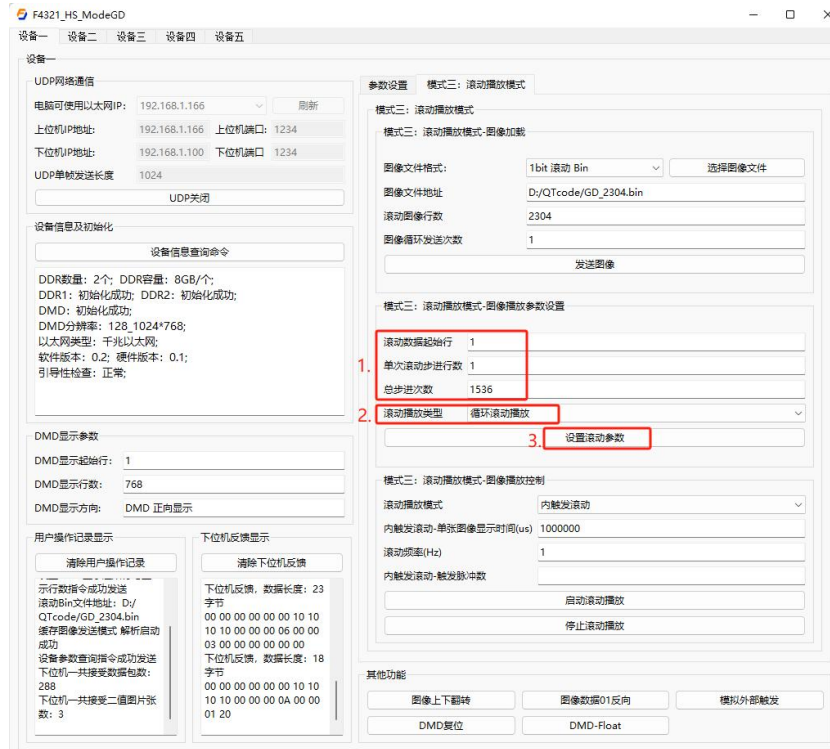 F4321_HS_ModeGD
设备一 设备二 设备三 设备四 设备五
设备一
UDP网络通信
电脑可使用以太网IP: 192.168.1.166 刷新
上位机IP地址: 192.168.1.166 上位机端口: 1234
下位机IP地址: 192.168.1.100 下位机端口 1234
UDP单帧发送长度 1024
UDP关闭
设备信息及初始化
设备信息查询命令
DDR数量: 2个; DDR容量: 8GB/个;
DDR1: 初始化成功; DDR2: 初始化成功;
DMD: 初始化成功;
DMD分辨率: 128_1024*768;
以太网类型: 千兆以太网;
软件版本: 0.2; 硬件版本: 0.1;
引导性检查: 正常;
DMD显示参数
DMD显示起始行: 1
DMD显示行数: 768
DMD显示方向: DMD 正向显示
用户操作记录显示
清除用户操作记录
示行数指令成功发送
滚动Bin文件地址: D:/
QTcode/GD_2304.bin
缓存图像发送模式 解析启动
成功
设备参数查询指令成功发送
下位机一共接受数据包数:
288
下位机一共接受二值图片张
数: 3
下位机反馈显示
清除下位机反馈
下位机反馈, 数据长度: 23
字节
00 00 00 00 00 00 10 10
10 10 00 00 00 06 00 00
03 00 00 00 00 00 00
下位机反馈, 数据长度: 18
字节
00 00 00 00 00 00 10 10
10 10 00 00 00 0A 00 00
01 20
参数设置 模式三: 滚动播放模式
模式三: 滚动播放模式
模式三: 滚动播放模式-图像加载
图像文件格式: 1bit 滚动 Bin 选择图像文件
图像文件地址 D:/QTcode/GD_2304.bin
滚动图像行数 2304
图像循环发送次数 1
发送图像
模式三: 滚动播放模式-图像播放参数设置
滚动数据起始行 1
1. 单次滚动步进行数 1
总步进次数 1536
2. 滚动播放类型 循环滚动播放
3. 设置滚动参数
模式三: 滚动播放模式-图像播放控制
滚动播放模式 内触发滚动
内触发滚动-单张图像显示时间(us) 1000000
滚动频率(Hz) 1
内触发滚动-触发脉冲数
启动滚动播放
停止滚动播放
其他功能
图像上下翻转 图像数据01反向 模拟外部触发
DMD复位 DMD-Float